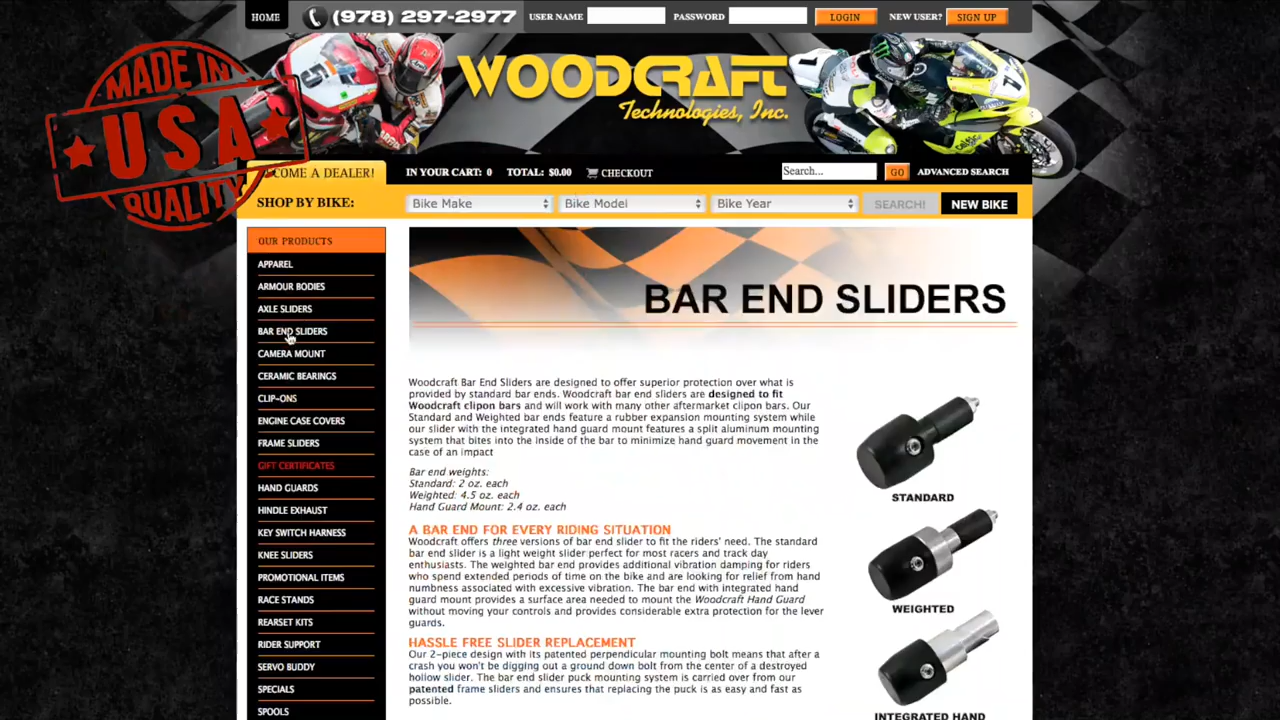 HOME
(978) 297-2977
USER NAME
PASSWORD
LOGIN
NEW USER?
SIGN UP
MADE IN
USA
QUALITY
WOODCRAFT
Technologies, Inc.
COME A DEALER!
IN YOUR CART: 0
TOTAL: $0.00
CHECKOUT
Search...
GO
ADVANCED SEARCH
SHOP BY BIKE:
Bike Make
Bike Model
Bike Year
SEARCH!
NEW BIKE
OUR PRODUCTS
APPAREL
ARMOUR BODIES
AXLE SLIDERS
BAR END SLIDERS
CAMERA MOUNT
CERAMIC BEARINGS
CLIP-ONS
ENGINE CASE COVERS
FRAME SLIDERS
GIFT CERTIFICATES
HAND GUARDS
HINDLE EXHAUST
KEY SWITCH HARNESS
KNEE SLIDERS
PROMOTIONAL ITEMS
RACE STANDS
REARSET KITS
RIDER SUPPORT
SERVO BUDDY
SPECIALS
SPOOLS
BAR END SLIDERS
Woodcraft Bar End Sliders are designed to offer superior protection over what is
provided by standard bar ends. Woodcraft bar end sliders are designed to fit
Woodcraft clipon bars and will work with many other aftermarket clipon bars. Our
Standard and Weighted bar ends feature a rubber expansion mounting system while
our slider with the integrated hand guard mount features a split aluminum mounting
system that bites into the inside of the bar to minimize hand guard movement in the
case of an impact
Bar end weights:
Standard: 2 oz. each
Weighted: 4.5 oz. each
Hand Guard Mount: 2.4 oz. each
A BAR END FOR EVERY RIDING SITUATION
Woodcraft offers three versions of bar end slider to fit the riders' need. The standard
bar end slider is a light weight slider perfect for most racers and track day
enthusiasts. The weighted bar end provides additional vibration damping for riders
who spend extended periods of time on the bike and are looking for relief from hand
numbness associated with excessive vibration. The bar end with integrated hand
guard mount provides a surface area needed to mount the Woodcraft Hand Guard
without moving your controls and provides considerable extra protection for the lever
guards.
HASSLE FREE SLIDER REPLACEMENT
Our 2-piece design with its patented perpendicular mounting bolt means that after a
crash you won't be digging out a ground down bolt from the center of a destroyed
hollow slider. The bar end slider puck mounting system is carried over from our
patented frame sliders and ensures that replacing the puck is as easy and fast as
possible.
STANDARD
WEIGHTED
INTEGRATED HAND